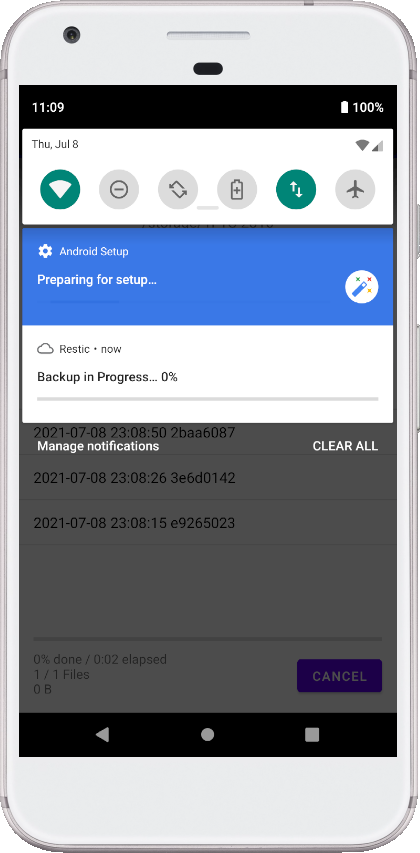 11:09
100%
Thu, Jul 8
Android Setup
Preparing for setup...
Restic • now
Backup in Progress... 0%
2021-07-08 23:08:50 2baa6087
Manage notifications
CLEAR ALL
2021-07-08 23:08:26 3e6d0142
2021-07-08 23:08:15 e9265023
0% done / 0:02 elapsed
1 / 1 Files
0 B
CANCEL